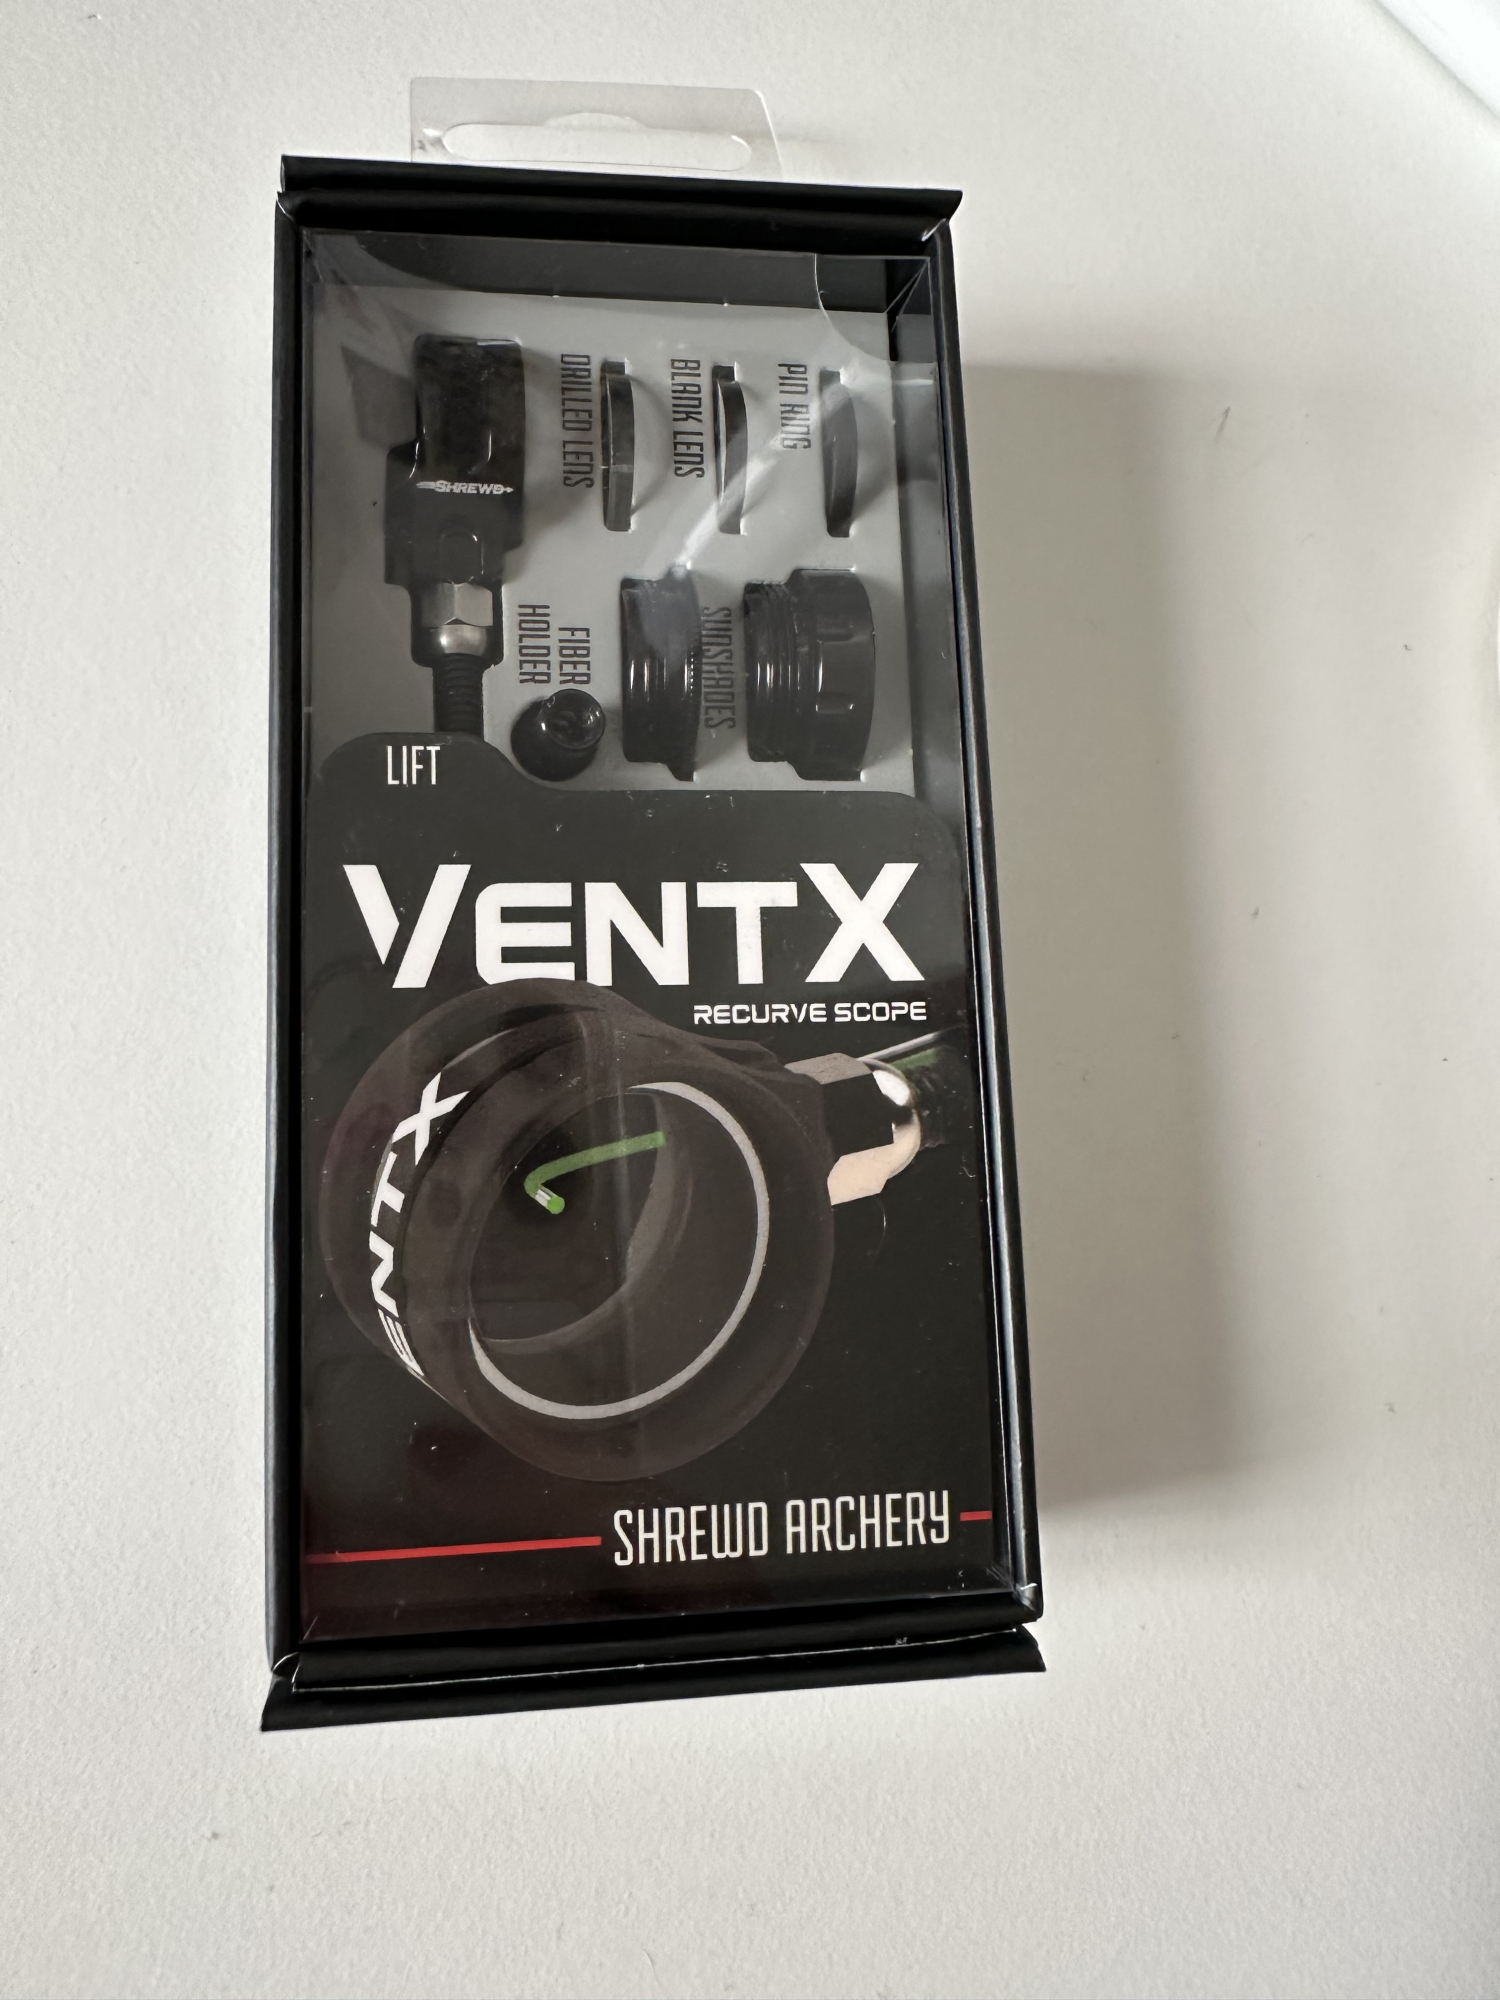 DRILLED LENS
BLANK LENS
PIN RING
SHREWD
FIBER
HOLDER
SUNSHADES
LIFT
VENTX
RECURVE SCOPE
VENTX
SHREWD ARCHERY